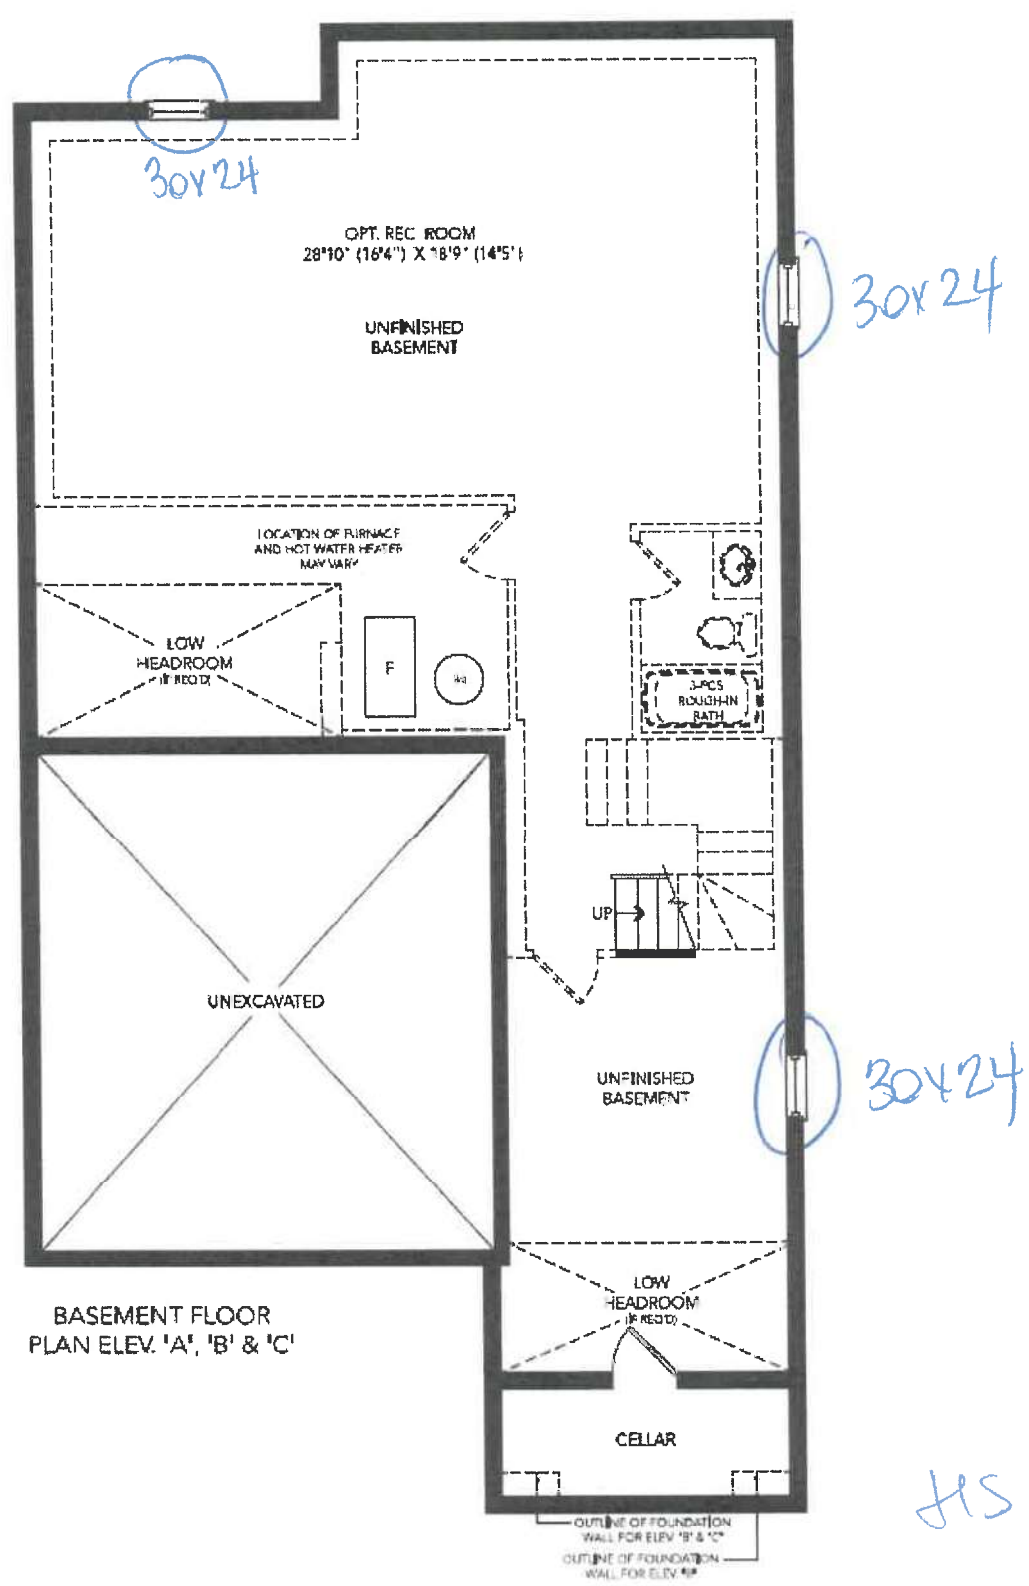 30x24
OPT. REC. ROOM
28'10" (16'4") X 18'9" (14'5")
30x24
UNFINISHED
BASEMENT
LOCATION OF FURNACE
AND HOT WATER HEATER
MAY VARY
LOW
HEADROOM
(IF REQ'D)
F
3-PCS
ROUGH-IN
BATH
UP
UNEXCAVATED
UNFINISHED
BASEMENT
30x24
LOW
HEADROOM
(IF REQ'D)
BASEMENT FLOOR
PLAN ELEV. 'A', 'B' & 'C'
CELLAR
HS
OUTLINE OF FOUNDATION
WALL FOR ELEV. 'B' & 'C'
OUTLINE OF FOUNDATION
WALL FOR ELEV.